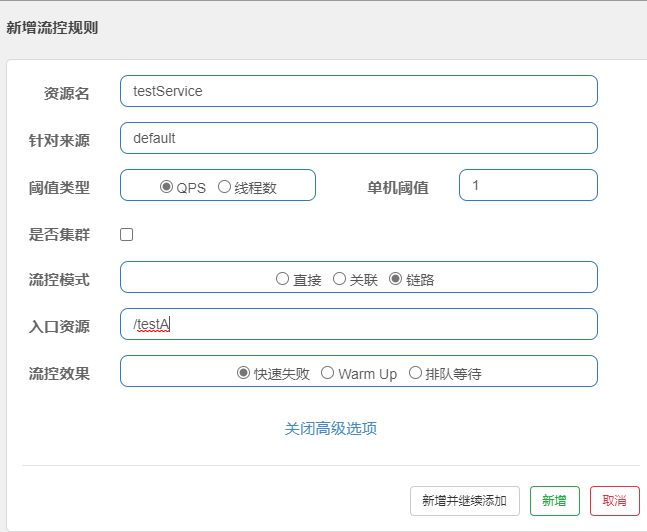 新增流控规则
资源名 testService
针对来源 default
阈值类型 QPS 线程数 单机阈值 1
是否集群
流控模式 直接 关联 链路
入口资源 /testA
流控效果 快速失败 Warm Up 排队等待
关闭高级选项
新增并继续添加 新增 取消